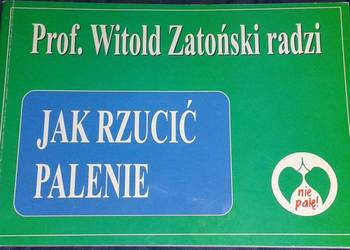 Prof. Witold Zatoński radzi
JAK RZUCIĆ
PALENIE
nie
palę!